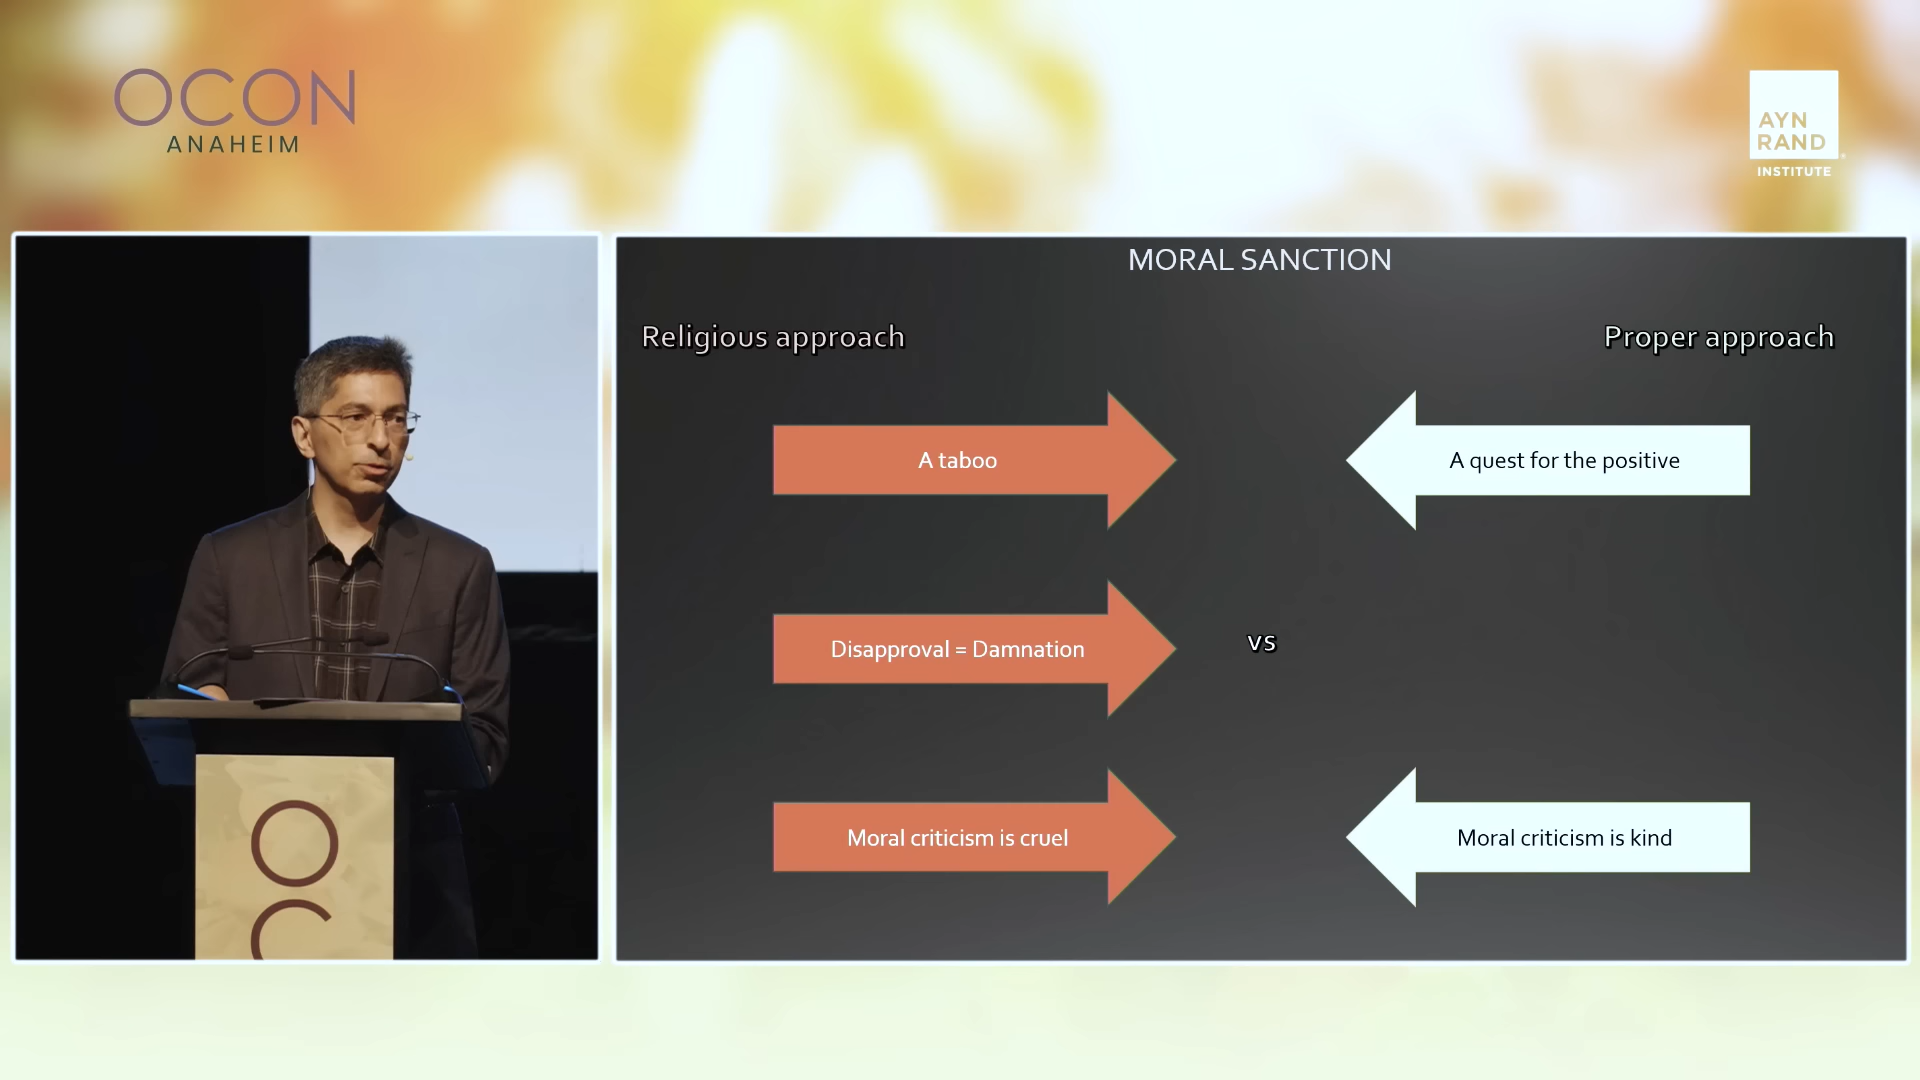 OCON
ANAHEIM
AYN
RAND
INSTITUTE
MORAL SANCTION
Religious approach
Proper approach
A taboo
A quest for the positive
Disapproval = Damnation
vs
Moral criticism is cruel
Moral criticism is kind
OC